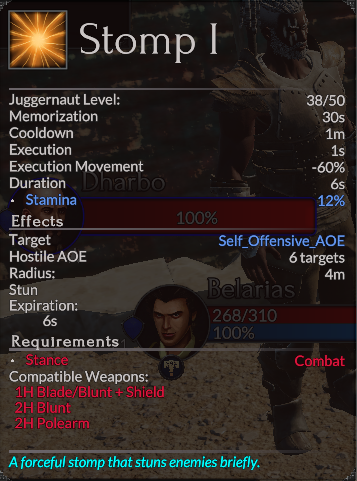 Stomp I
Juggernaut Level: 38/50
Memorization 30s
Cooldown 1m
Execution 1s
Execution Movement -60%
Duration 6s
• Stamina 12%
Dharbo
100%
Effects
Target Self_Offensive_AOE
Hostile AOE 6 targets
Radius: 4m
Stun
Belarias
Expiration:
6s
268/310
100%
Requirements
• Stance Combat
Compatible Weapons:
1H Blade/Blunt + Shield
2H Blunt
2H Polearm
A forceful stomp that stuns enemies briefly.